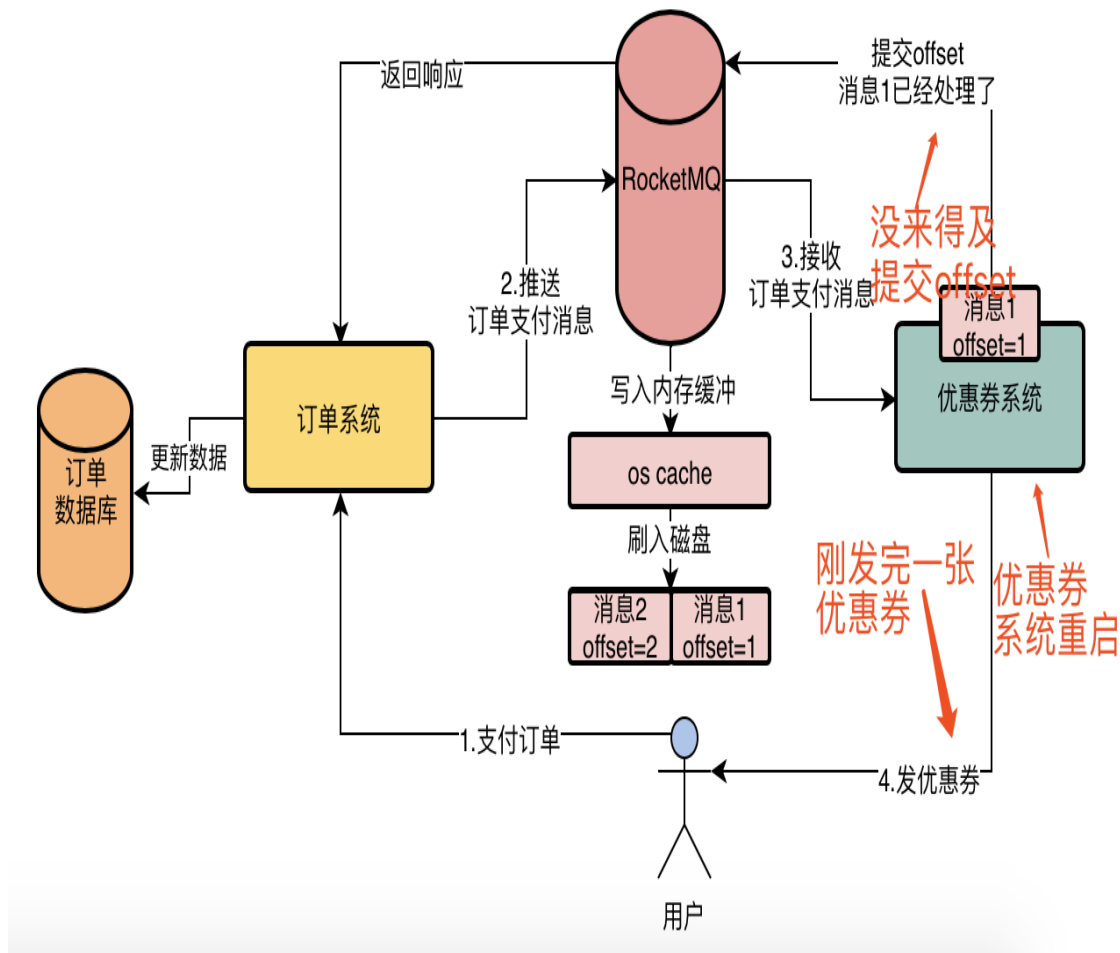 返回响应
提交offset
消息1已经处理了
RocketMQ
没来得及
提交offset
2.推送
订单支付消息
3.接收
订单支付消息
消息1
offset=1
优惠券系统
订单系统
写入内存缓冲
更新数据
订单
数据库
os cache
刷入磁盘
刚发完一张
优惠券
优惠券
系统重启
消息2
offset=2
消息1
offset=1
1.支付订单
4.发优惠券
用户